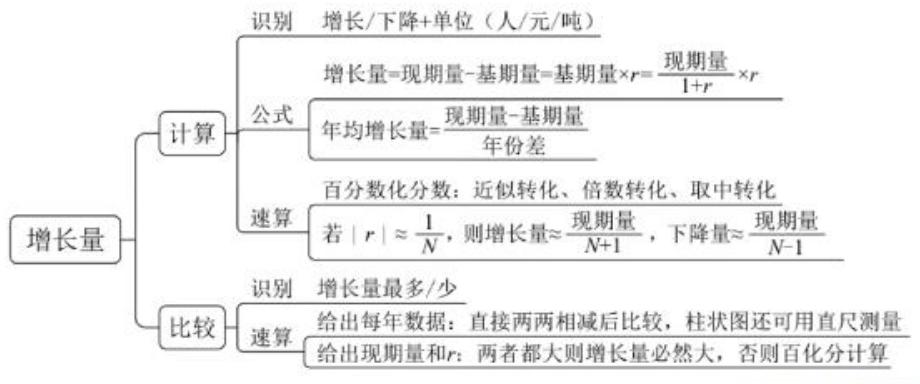 增长量
计算
识别 增长/下降+单位（人/元/吨）
公式
增长量=现期量-基期量=基期量×r=现期量/1+r×r
年均增长量=现期量-基期量/年份差
速算
百分数化分数：近似转化、倍数转化、取中转化
若｜r｜≈1/N，则增长量≈现期量/N+1，下降量≈现期量/N-1
比较
识别 增长量最多/少
速算
给出每年数据：直接两两相减后比较，柱状图还可用直尺测量
给出现期量和r：两者都大则增长量必然大，否则百化分计算